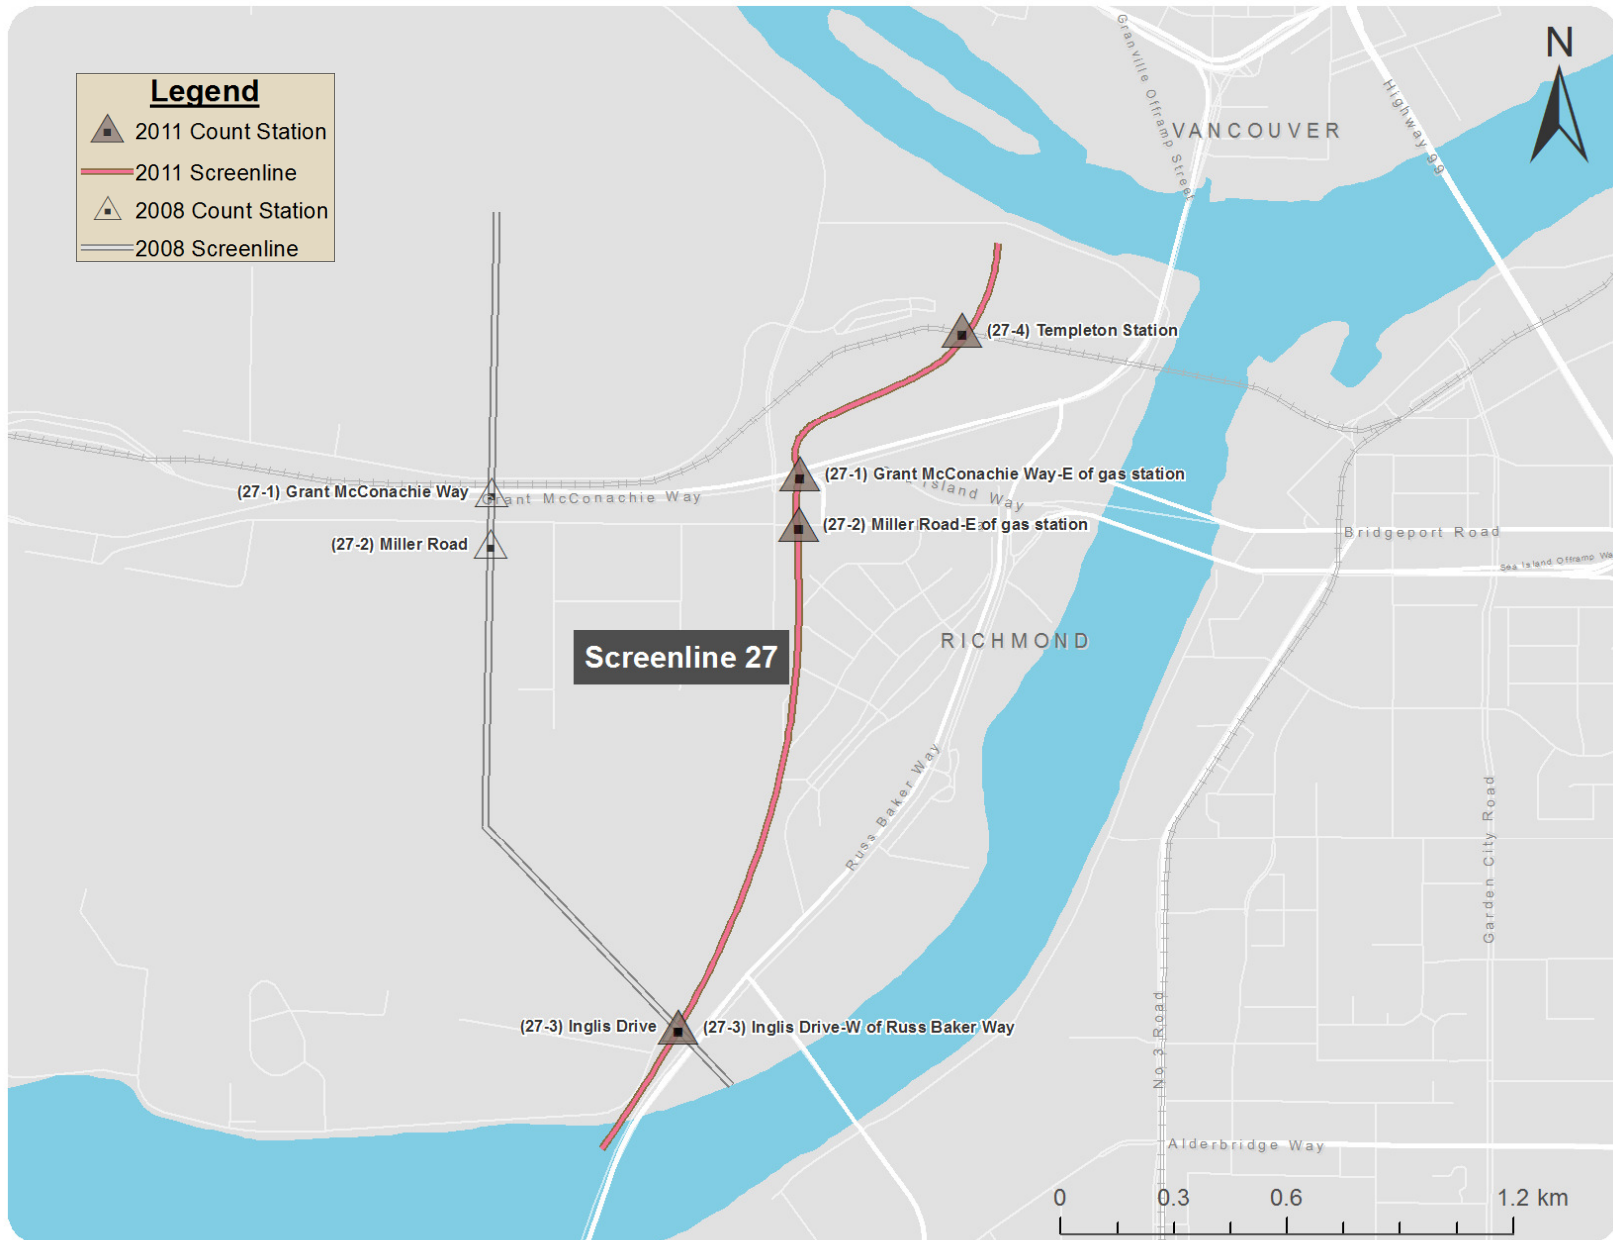 Legend
2011 Count Station
2011 Screenline
2008 Count Station
2008 Screenline
N
Granville Offramp Street
VANCOUVER
Highway 99
(27-4) Templeton Station
(27-1) Grant McConachie Way
Grant McConachie Way
(27-1) Grant McConachie Way-E of gas station
Island Way
(27-2) Miller Road
(27-2) Miller Road-E of gas station
Bridgeport Road
Sea Island Offramp Wa
RICHMOND
Screenline 27
Russ Baker Way
Garden City Road
(27-3) Inglis Drive
(27-3) Inglis Drive-W of Russ Baker Way
No 3 Road
Alderbridge Way
0 0.3 0.6 1.2 km